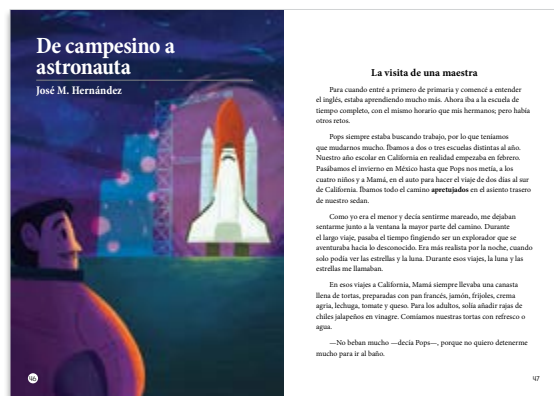 De campesino a
astronauta
José M. Hernández
46
La visita de una maestra
Para cuando entré a primero de primaria y comencé a entender
el inglés, estaba aprendiendo mucho más. Ahora iba a la escuela de
tiempo completo, con el mismo horario que mis hermanos; pero había
otros retos.
Pops siempre estaba buscando trabajo, por lo que teníamos
que mudarnos mucho. Íbamos a dos o tres escuelas distintas al año.
Nuestro año escolar en California en realidad empezaba en febrero.
Pasábamos el invierno en México hasta que Pops nos metía, a los
cuatro niños y a Mamá, en el auto para hacer el viaje de dos días al sur
de California. Íbamos todo el camino apretujados en el asiento trasero
de nuestro sedan.
Como yo era el menor y decía sentirme mareado, me dejaban
sentarme junto a la ventana la mayor parte del camino. Durante
el largo viaje, pasaba el tiempo fingiendo ser un explorador que se
aventuraba hacia lo desconocido. Era más realista por la noche, cuando
solo podía ver las estrellas y la luna. Durante esos viajes, la luna y las
estrellas me llamaban.
En esos viajes a California, Mamá siempre llevaba una canasta
llena de tortas, preparadas con pan francés, jamón, frijoles, crema
agria, lechuga, tomate y queso. Para los adultos, solía añadir rajas de
chiles jalapeños en vinagre. Comíamos nuestras tortas con refresco o
agua.
—No beban mucho —decía Pops—, porque no quiero detenerme
mucho para ir al baño.
47